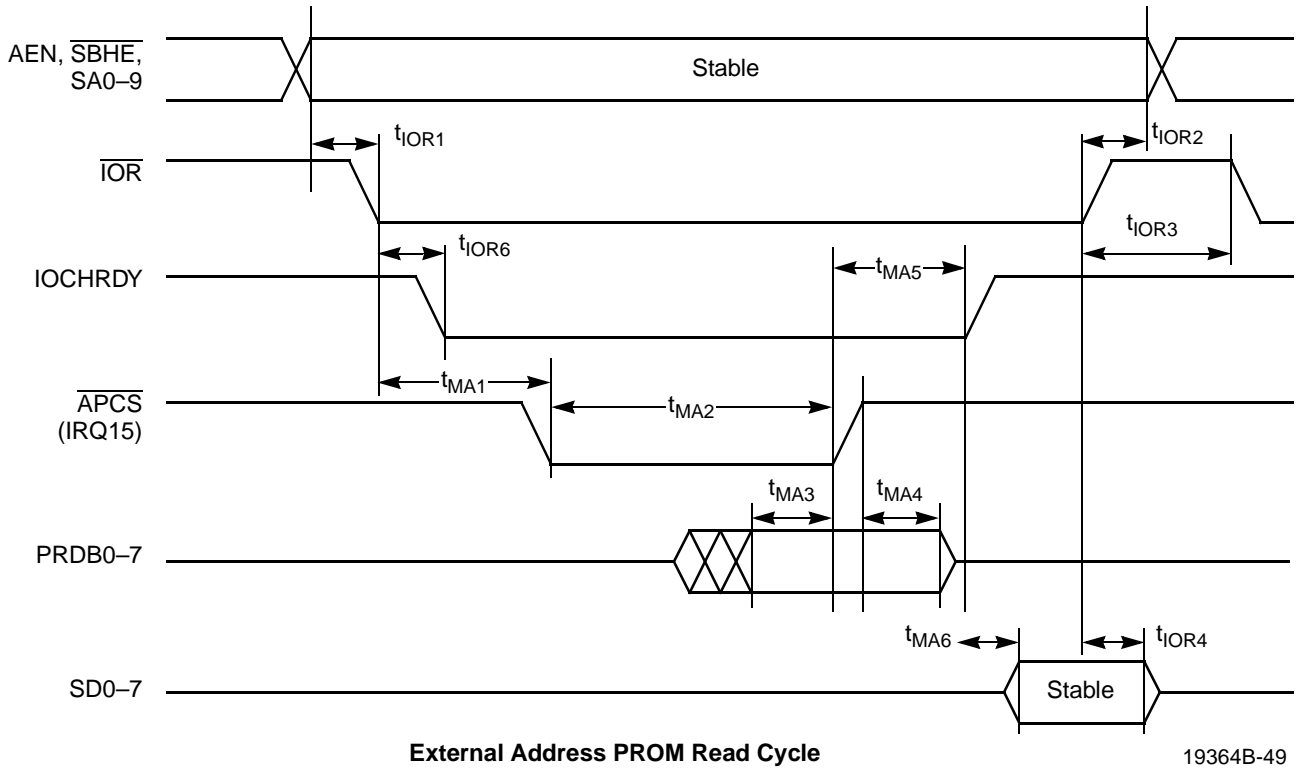 AEN, SBHE,
SA0–9
Stable
tIOR1
tIOR2
IOR
tIOR3
tIOR6
IOCHRDY
tMA5
tMA1
APCS
(IRQ15)
tMA2
tMA3
tMA4
PRDB0–7
tMA6
tIOR4
SD0–7
Stable
External Address PROM Read Cycle
19364B-49